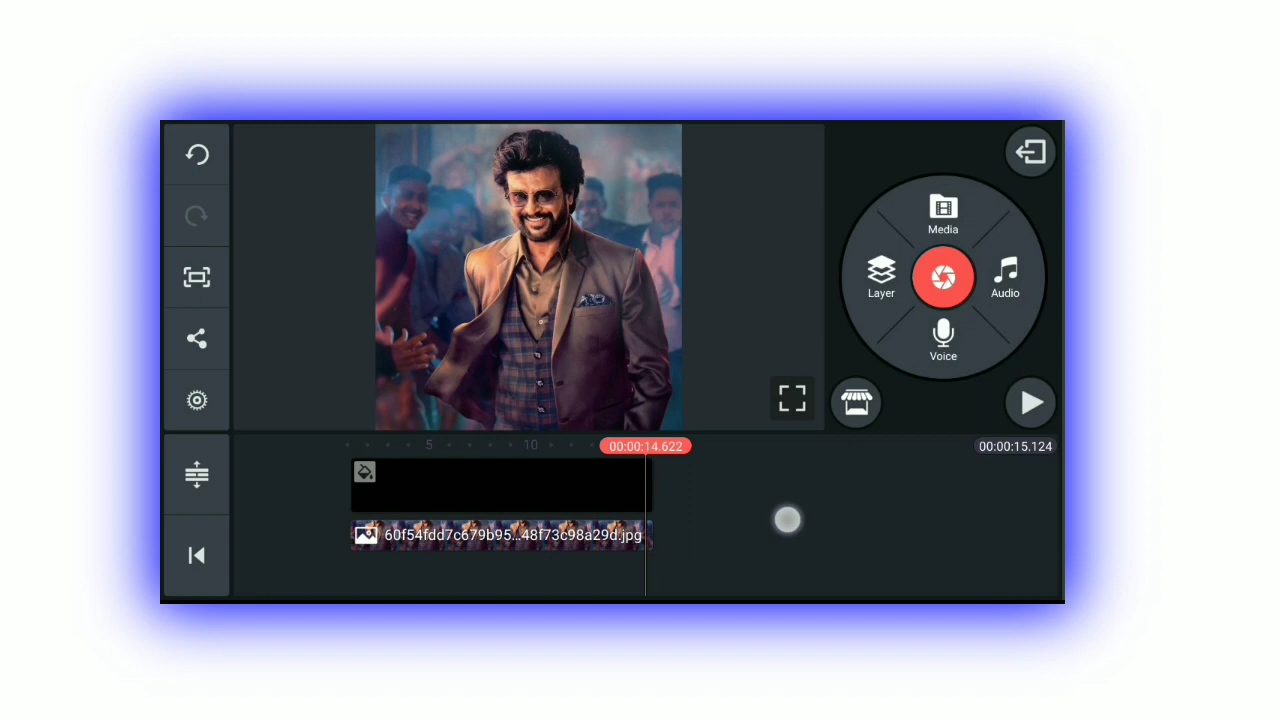 Media
Layer
Audio
Voice
5
10
00:00:14.622
00:00:15.124
60f54fdd7c679b95...48f73c98a29d.jpg